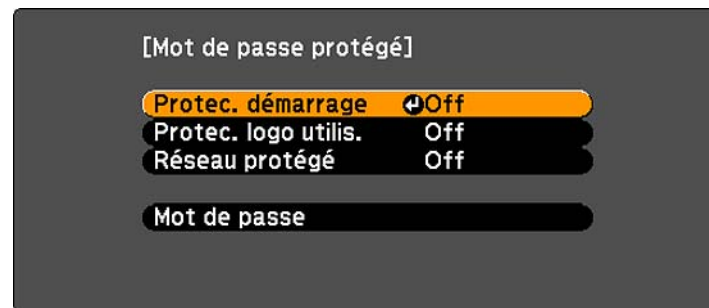 [Mot de passe protégé]
Protec. démarrage Off
Protec. logo utilis. Off
Réseau protégé Off
Mot de passe